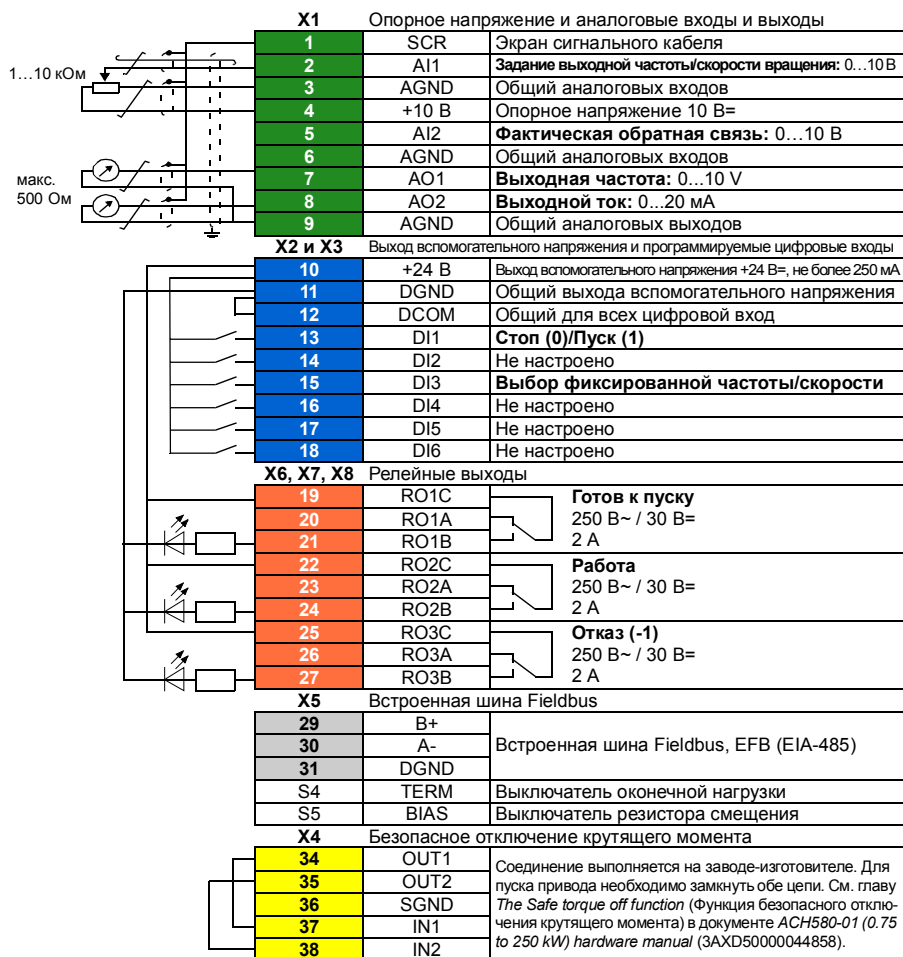 X1 Опорное напряжение и аналоговые входы и выходы
1 SCR Экран сигнального кабеля
2 AI1 Задание выходной частоты/скорости вращения: 0…10 В
1…10 кОм
3 AGND Общий аналоговых входов
4 +10 В Опорное напряжение 10 В=
5 AI2 Фактическая обратная связь: 0…10 В
6 AGND Общий аналоговых входов
7 AO1 Выходная частота: 0...10 V
макс.
500 Ом
8 AO2 Выходной ток: 0...20 мА
9 AGND Общий аналоговых выходов
X2 и X3 Выход вспомогательного напряжения и программируемые цифровые входы
10 +24 В Выход вспомогательного напряжения +24 В=, не более 250 мА
11 DGND Общий выхода вспомогательного напряжения
12 DCOM Общий для всех цифровой вход
13 DI1 Стоп (0)/Пуск (1)
14 DI2 Не настроено
15 DI3 Выбор фиксированной частоты/скорости
16 DI4 Не настроено
17 DI5 Не настроено
18 DI6 Не настроено
X6, X7, X8 Релейные выходы
19 RO1C Готов к пуску
20 RO1A 250 В~ / 30 В=
21 RO1B 2 А
22 RO2C Работа
23 RO2A 250 В~ / 30 В=
24 RO2B 2 А
25 RO3C Отказ (-1)
26 RO3A 250 В~ / 30 В=
27 RO3B 2 А
X5 Встроенная шина Fieldbus
29 B+
30 A- Встроенная шина Fieldbus, EFB (EIA-485)
31 DGND
S4 TERM Выключатель оконечной нагрузки
S5 BIAS Выключатель резистора смещения
X4 Безопасное отключение крутящего момента
34 OUT1
35 OUT2
36 SGND
37 IN1
38 IN2
Соединение выполняется на заводе-изготовителе. Для
пуска привода необходимо замкнуть обе цепи. См. главу
The Safe torque off function (Функция безопасного отклю-
чения крутящего момента) в документе ACH580-01 (0.75
to 250 kW) hardware manual (3AXD50000044858).